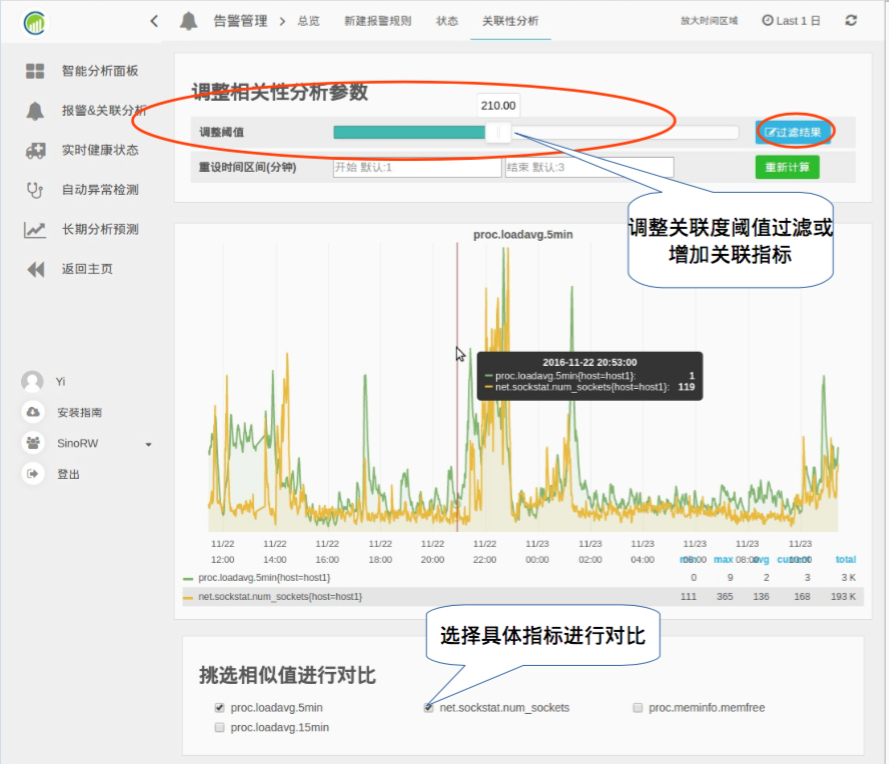 告警管理 > 总览 新建报警规则 状态 关联性分析 放大时间区域 Last 1 日
智能分析面板
报警&关联分析
实时健康状态
自动异常检测
长期分析预测
返回主页
Yi
安装指南
SinoRW
登出
调整相关性分析参数
210.00
调整阈值 过滤结果
重设时间区间(分钟) 开始 默认:1 结束 默认:3 重新计算
调整关联度阈值过滤或
增加关联指标
proc.loadavg.5min
2016-11-22 20:53:00
proc.loadavg.5min{host=host1}: 1
net.sockstat.num_sockets{host=host1}: 119
11/22 11/22 11/22 11/22 11/22 11/22 11/23 11/23 11/23 11/23 11/23 11/23
12:00 14:00 16:00 18:00 20:00 22:00 00:00 02:00 04:00 06:00 08:00 10:00
min max avg current total
proc.loadavg.5min{host=host1} 0 9 2 3 3 K
net.sockstat.num_sockets{host=host1} 111 365 136 168 193 K
选择具体指标进行对比
挑选相似值进行对比
proc.loadavg.5min net.sockstat.num_sockets proc.meminfo.memfree
proc.loadavg.15min